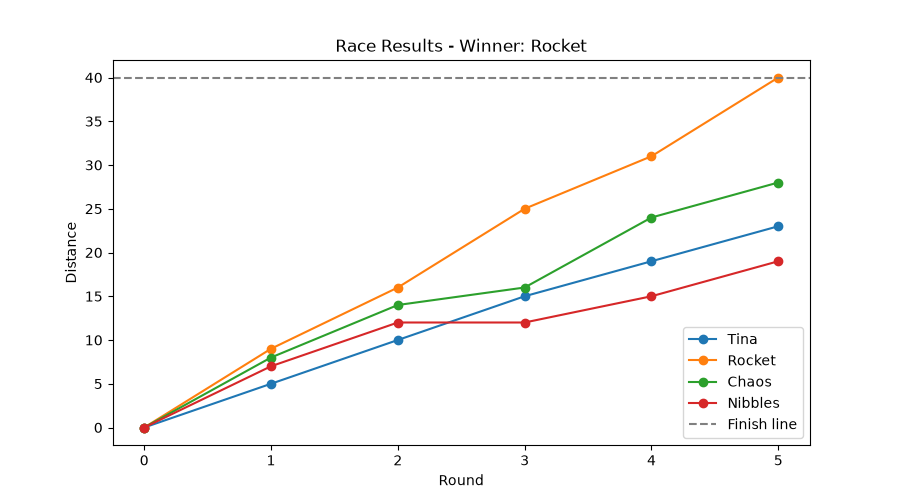 Race Results - Winner: Rocket
40
35
30
25
20
15
10
5
0
Distance
0 1 2 3 4 5
Round
Tina
Rocket
Chaos
Nibbles
Finish line